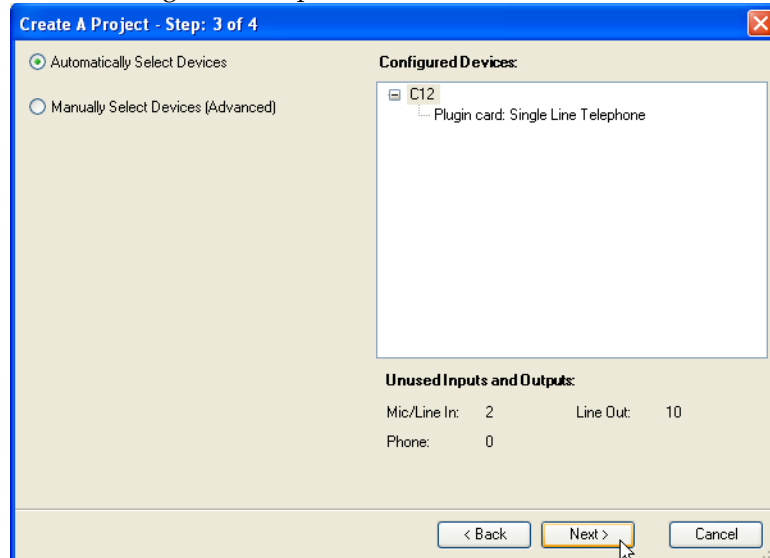 Create A Project - Step: 3 of 4
Automatically Select Devices
Manually Select Devices (Advanced)
Configured Devices:
C12
Plugin card: Single Line Telephone
Unused Inputs and Outputs:
Mic/Line In: 2 Line Out: 10
Phone: 0
< Back Next > Cancel